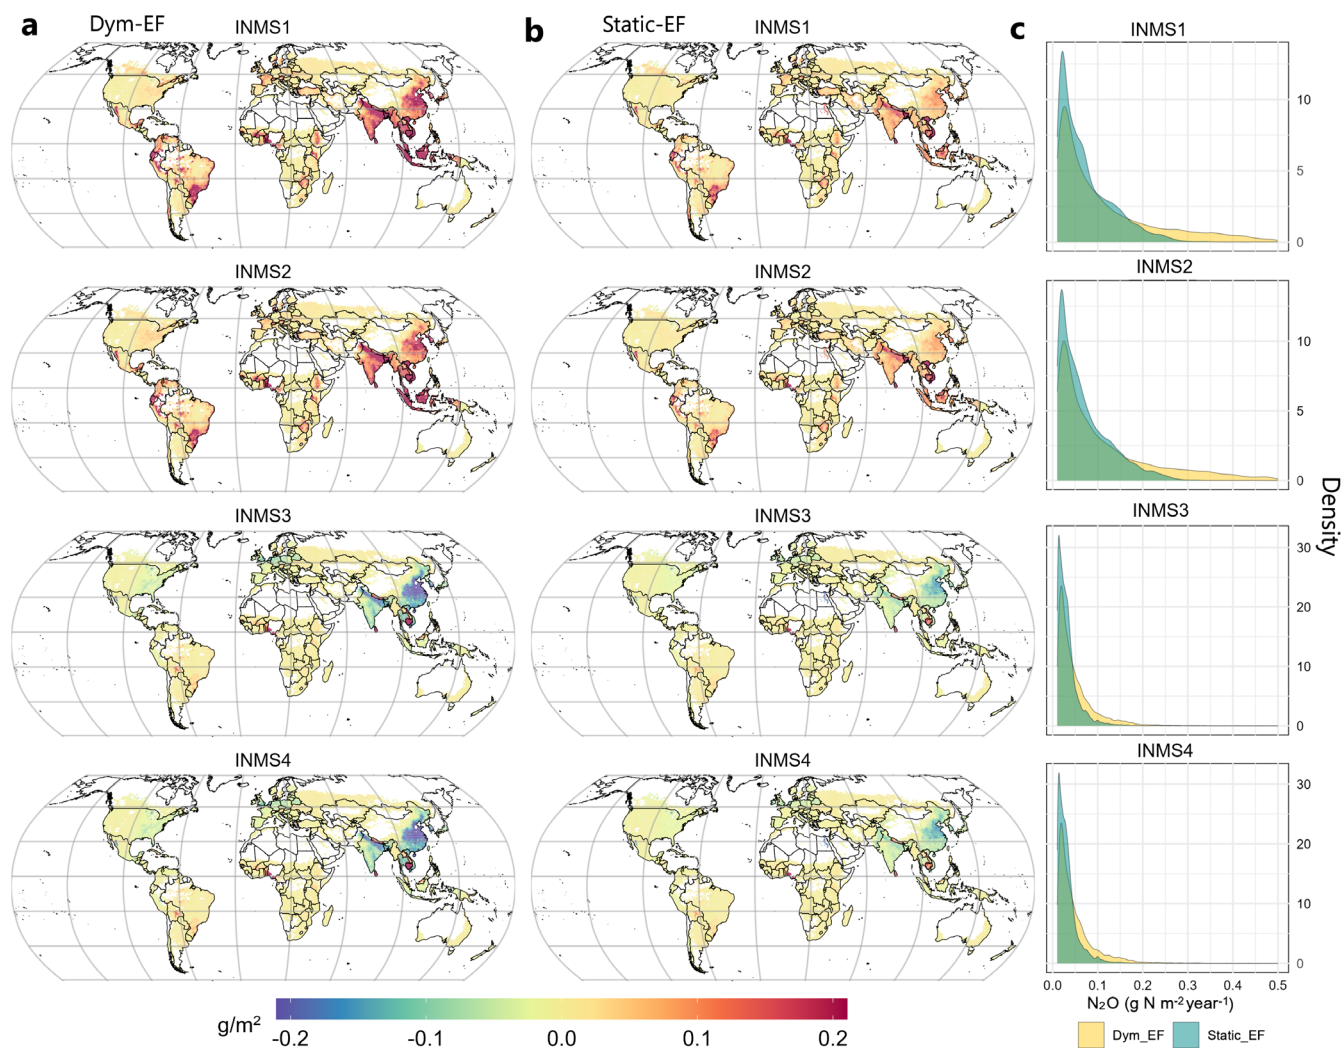 a Dym-EF INMS1 b Static-EF INMS1 c INMS1
10
5
0
INMS2 INMS2 INMS2
10
5
0
Density
INMS3 INMS3 INMS3
30
20
10
0
INMS4 INMS4 INMS4
30
20
10
0
0.0 0.1 0.2 0.3 0.4 0.5
N₂O (g N m⁻² year⁻¹)
g/m²
-0.2 -0.1 0.0 0.1 0.2
Dym_EF Static_EF